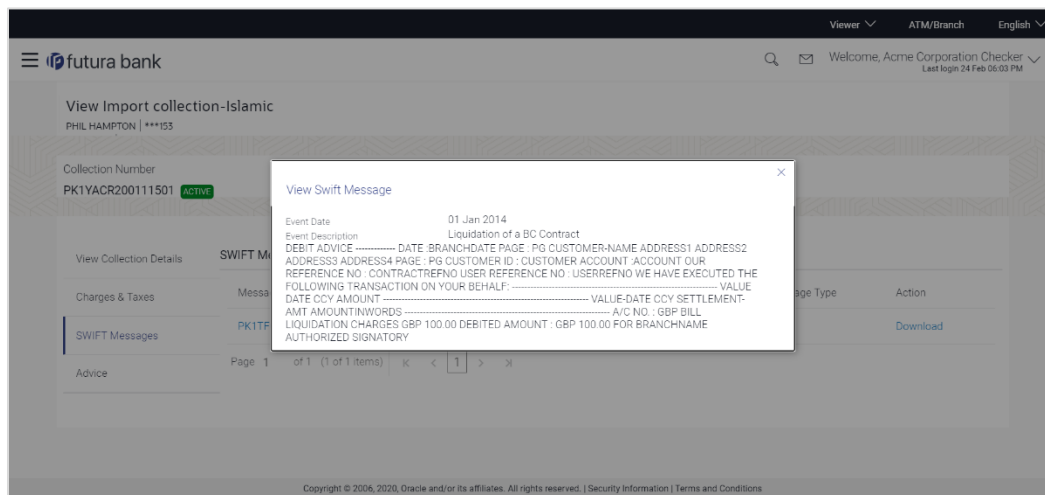 Viewer ATM/Branch English
futura bank
Welcome, Acme Corporation Checker
Last login 24 Feb 06:03 PM
View Import collection-Islamic
PHIL HAMPTON | ***153
Collection Number
PK1YACR200111501 ACTIVE
View Swift Message
Event Date 01 Jan 2014
Event Description Liquidation of a BC Contract
DEBIT ADVICE ------------ DATE :BRANCHDATE PAGE : PG CUSTOMER-NAME ADDRESS1 ADDRESS2
ADDRESS3 ADDRESS4 PAGE : PG CUSTOMER ID : CUSTOMER ACCOUNT :ACCOUNT OUR
REFERENCE NO : CONTRACTREFNO USER REFERENCE NO : USERREFNO WE HAVE EXECUTED THE
FOLLOWING TRANSACTION ON YOUR BEHALF: ------------------------------------------------------- VALUE
DATE CCY AMOUNT ------------------------------------------------------- VALUE-DATE CCY SETTLEMENT-
AMT AMOUNTINWORDS ------------------------------------------------------- A/C NO. : GBP BILL
LIQUIDATION CHARGES GBP 100.00 DEBITED AMOUNT : GBP 100.00 FOR BRANCHNAME
AUTHORIZED SIGNATORY
View Collection Details
Charges & Taxes
SWIFT Messages
Advice
SWIFT
Type Action
Download
Page 1 of 1 (1 of 1 items) 1
Copyright © 2006, 2020, Oracle and/or its affiliates. All rights reserved. | Security Information | Terms and Conditions